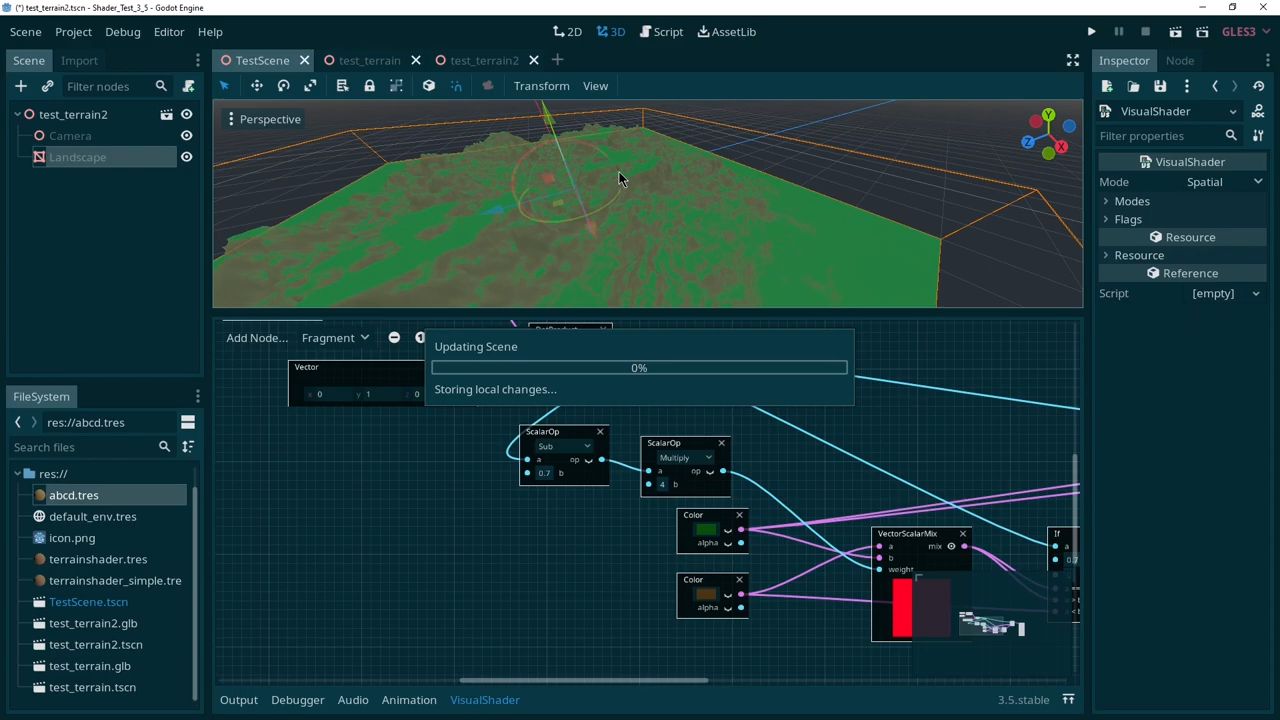 (*) test_terrain2.tscn - Shader_Test_3_5 - Godot Engine
Scene Project Debug Editor Help
2D 3D Script AssetLib
GLES3
Scene Import
TestScene test_terrain test_terrain2
Inspector Node
Filter nodes
Transform View
VisualShader
test_terrain2
Camera
Landscape
Perspective
Y
Z
X
Filter properties
VisualShader
Mode Spatial
Modes
Flags
Resource
Resource
Reference
Script [empty]
Add Node... Fragment
Updating Scene
0%
Storing local changes...
Vector
x 0 y 1 z 0
FileSystem
res://abcd.tres
Search files
res://
abcd.tres
default_env.tres
icon.png
terrainshader.tres
terrainshader_simple.tre
TestScene.tscn
test_terrain2.glb
test_terrain2.tscn
test_terrain.glb
test_terrain.tscn
ScalarOp
Sub
a op
0.7 b
ScalarOp
Multiply
a op
4 b
Color
alpha
Color
alpha
VectorScalarMix
a mix
b
weight
If
a
Output Debugger Audio Animation VisualShader
3.5.stable